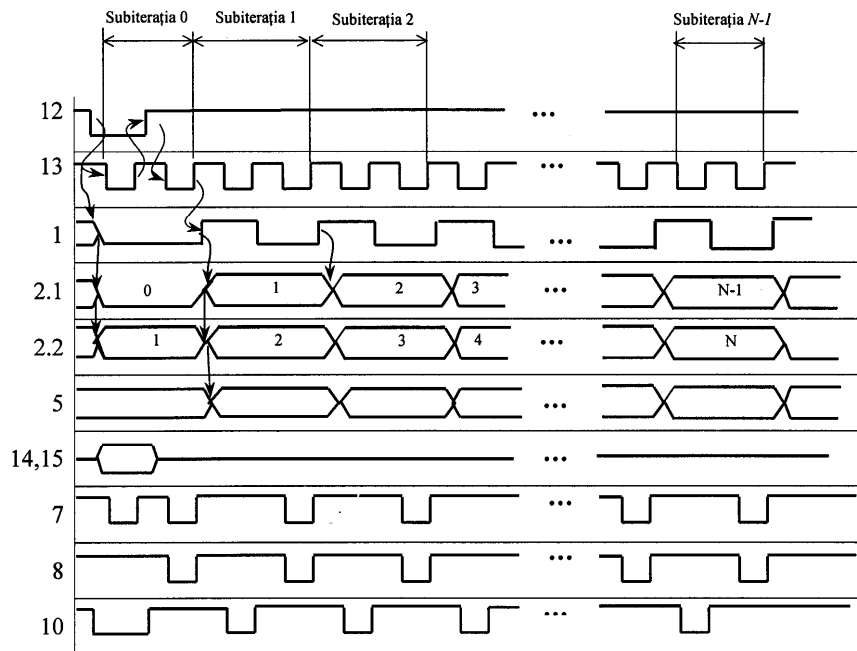 Subiterația 0 Subiterația 1 Subiterația 2 Subiterația N-1
12 ...
13 ...
1 ...
2.1 0 1 2 3 ... N-1
2.2 1 2 3 4 ... N
5 ...
14,15 ...
7 ...
8 ...
10 ...